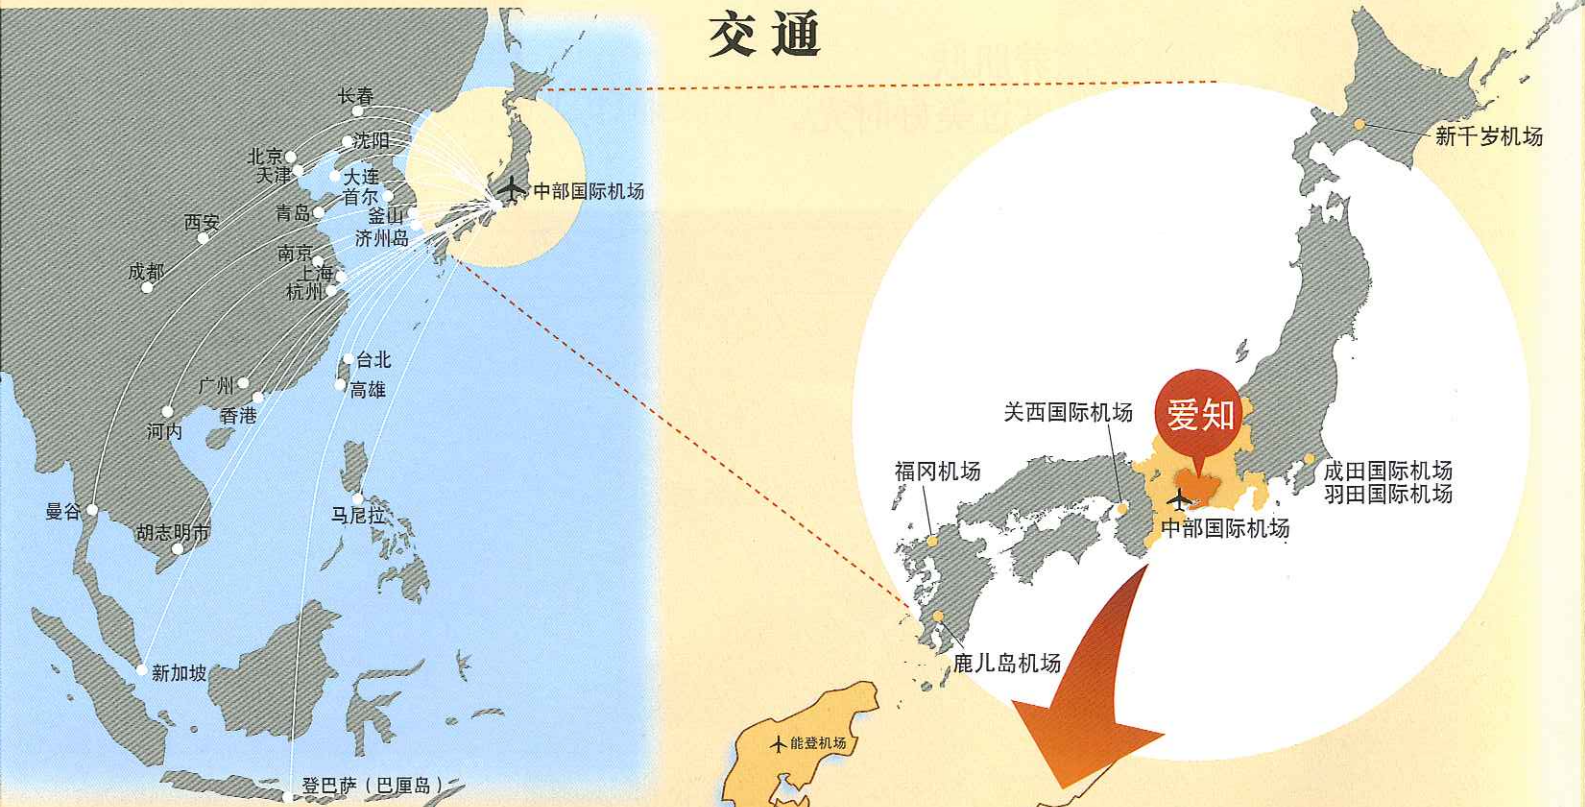 交通
长春
沈阳
北京
天津
大连
首尔
中部国际机场
青岛
釜山
西安
济州岛
南京
成都
上海
杭州
台北
广州
高雄
香港
河内
曼谷
马尼拉
胡志明市
新加坡
登巴萨（巴厘岛）
新千岁机场
爱知
关西国际机场
福冈机场
成田国际机场
羽田国际机场
中部国际机场
鹿儿岛机场
能登机场